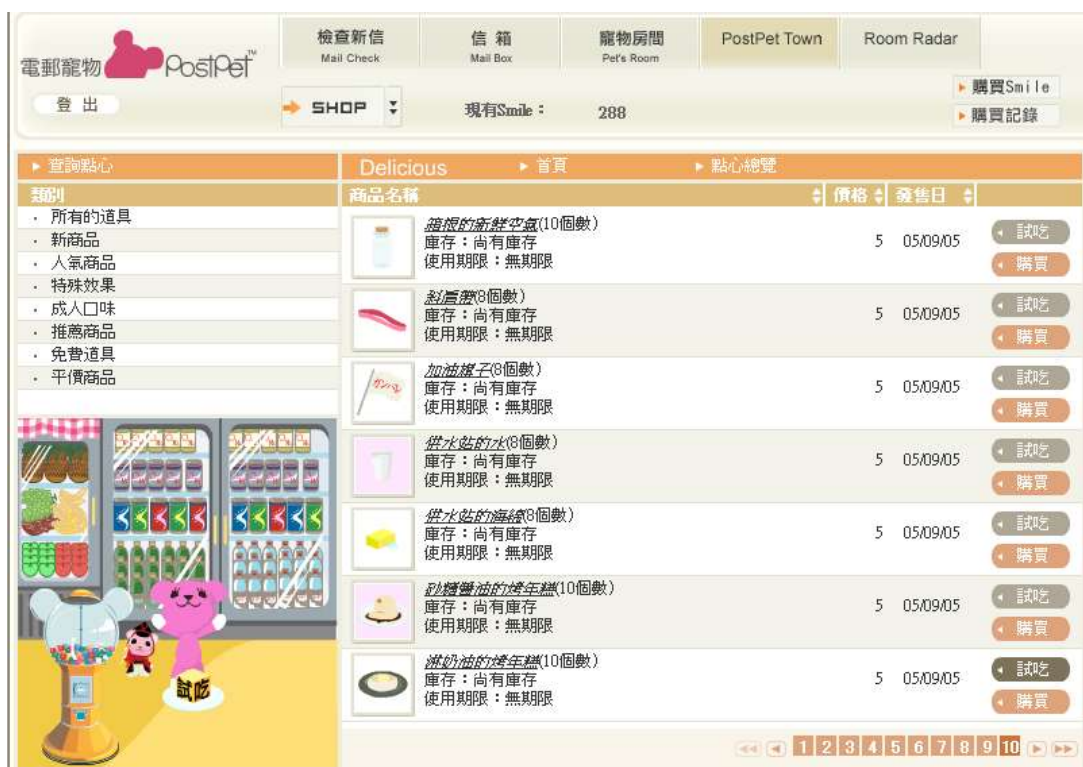 電郵寵物 PostPet™
登 出
檢查新信
Mail Check
信 箱
Mail Box
寵物房間
Pet's Room
PostPet Town
Room Radar
SHOP
現有Smile： 288
購買Smile
購買記錄
查詢點心
類別
所有的道具
新商品
人氣商品
特殊效果
成人口味
推薦商品
免費道具
平價商品
試吃
Delicious 首頁 點心總覽
商品名稱 價格 發售日
箱根的新鮮空氣(10個數)
庫存：尚有庫存
使用期限：無期限
5 05/09/05
試吃
購買
斜肩帶(8個數)
庫存：尚有庫存
使用期限：無期限
5 05/09/05
試吃
購買
ガンバレ
加油旗子(8個數)
庫存：尚有庫存
使用期限：無期限
5 05/09/05
試吃
購買
供水站的水(8個數)
庫存：尚有庫存
使用期限：無期限
5 05/09/05
試吃
購買
供水站的海綿(8個數)
庫存：尚有庫存
使用期限：無期限
5 05/09/05
試吃
購買
砂糖醬油的烤年糕(10個數)
庫存：尚有庫存
使用期限：無期限
5 05/09/05
試吃
購買
淋奶油的烤年糕(10個數)
庫存：尚有庫存
使用期限：無期限
5 05/09/05
試吃
購買
1 2 3 4 5 6 7 8 9 10